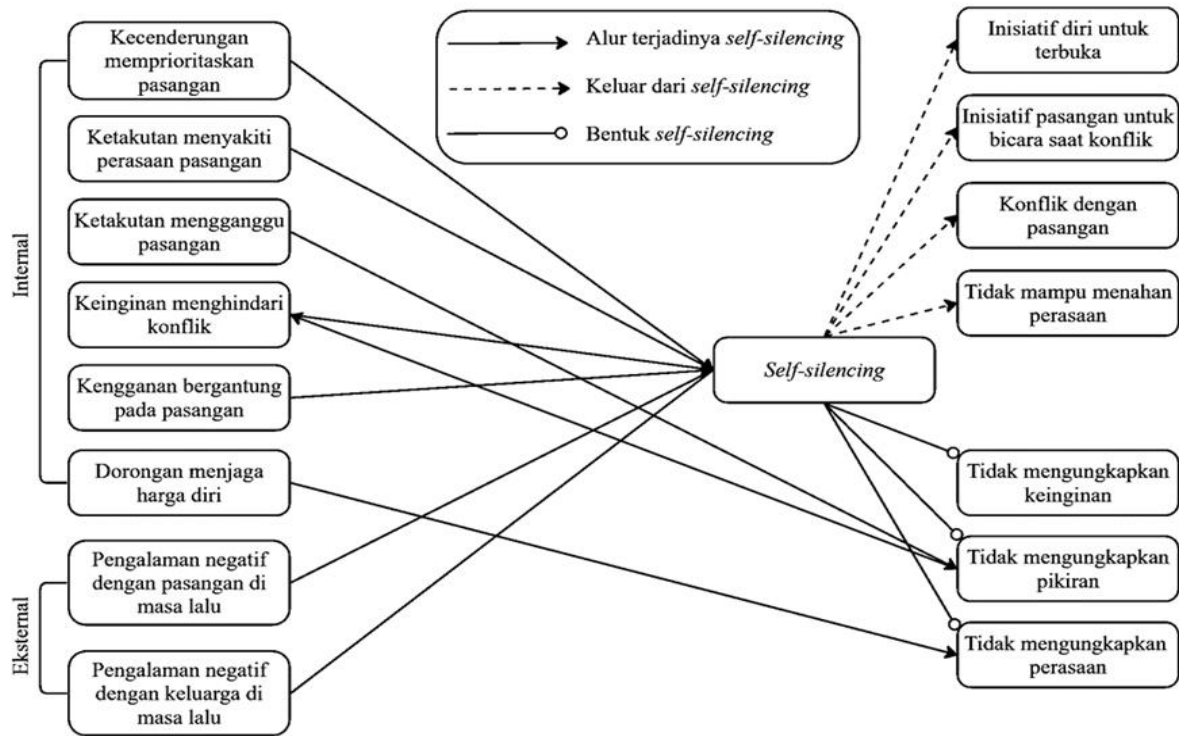 Kecenderungan
memprioritaskan
pasangan
Ketakutan menyakiti
perasaan pasangan
Ketakutan mengganggu
pasangan
Keinginan menghindari
konflik
Kengganan bergantung
pada pasangan
Dorongan menjaga
harga diri
Pengalaman negatif
dengan pasangan di
masa lalu
Pengalaman negatif
dengan keluarga di
masa lalu
Internal
Eksternal
Alur terjadinya self-silencing
Keluar dari self-silencing
Bentuk self-silencing
Self-silencing
Inisiatif diri untuk
terbuka
Inisiatif pasangan untuk
bicara saat konflik
Konflik dengan
pasangan
Tidak mampu menahan
perasaan
Tidak mengungkapkan
keinginan
Tidak mengungkapkan
pikiran
Tidak mengungkapkan
perasaan